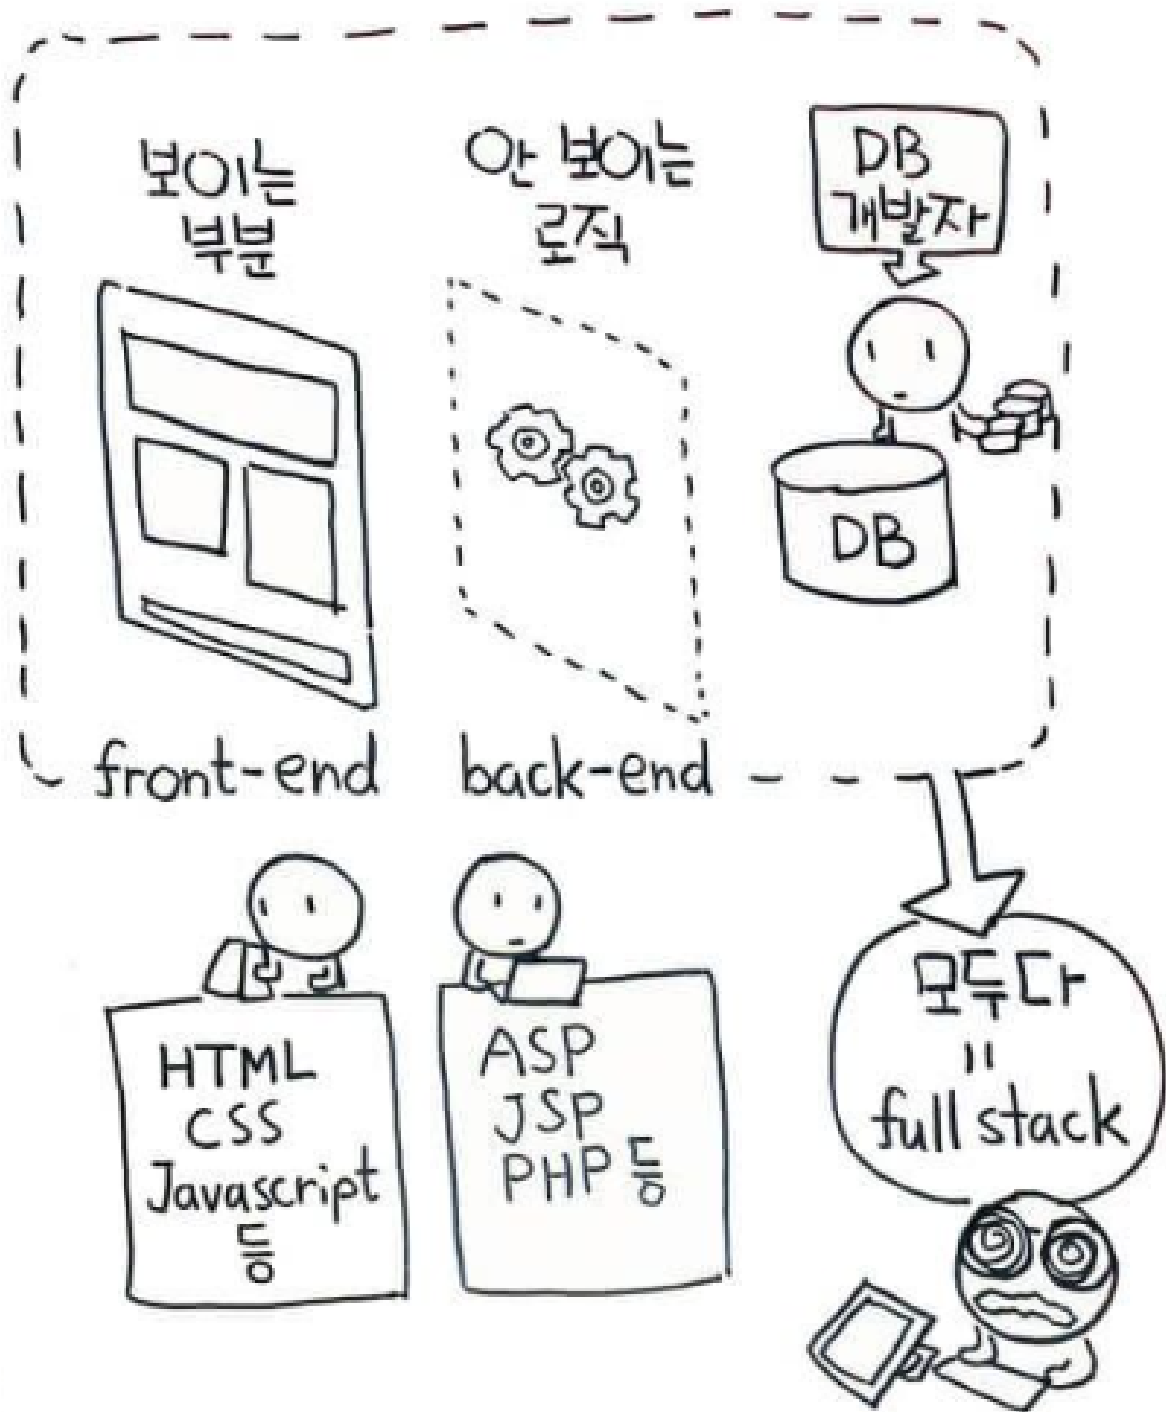 보이는
부분
안 보이는
로직
DB
개발자
DB
front-end
back-end
HTML
CSS
Javascript
등
ASP
JSP
PHP 등
모두다
=
full stack